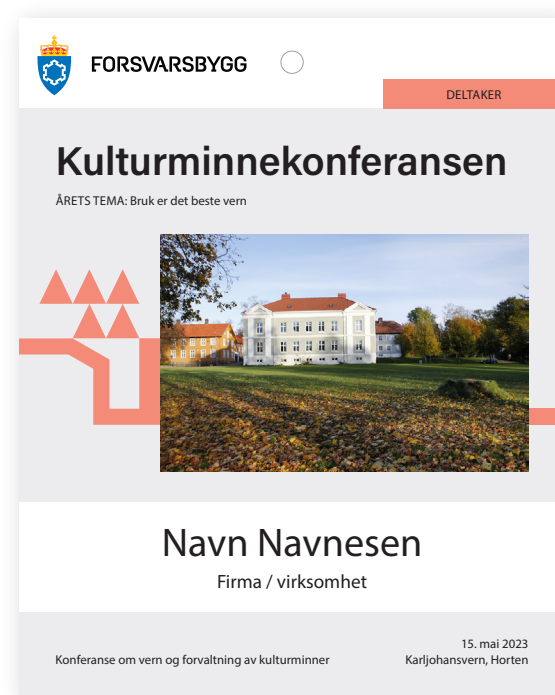 FORSVARSBYGG
DELTAKER
Kulturminnekonferansen
ÅRETS TEMA: Bruk er det beste vern
Navn Navnesen
Firma / virksomhet
Konferanse om vern og forvaltning av kulturminner
15. mai 2023
Karljohansvern, Horten